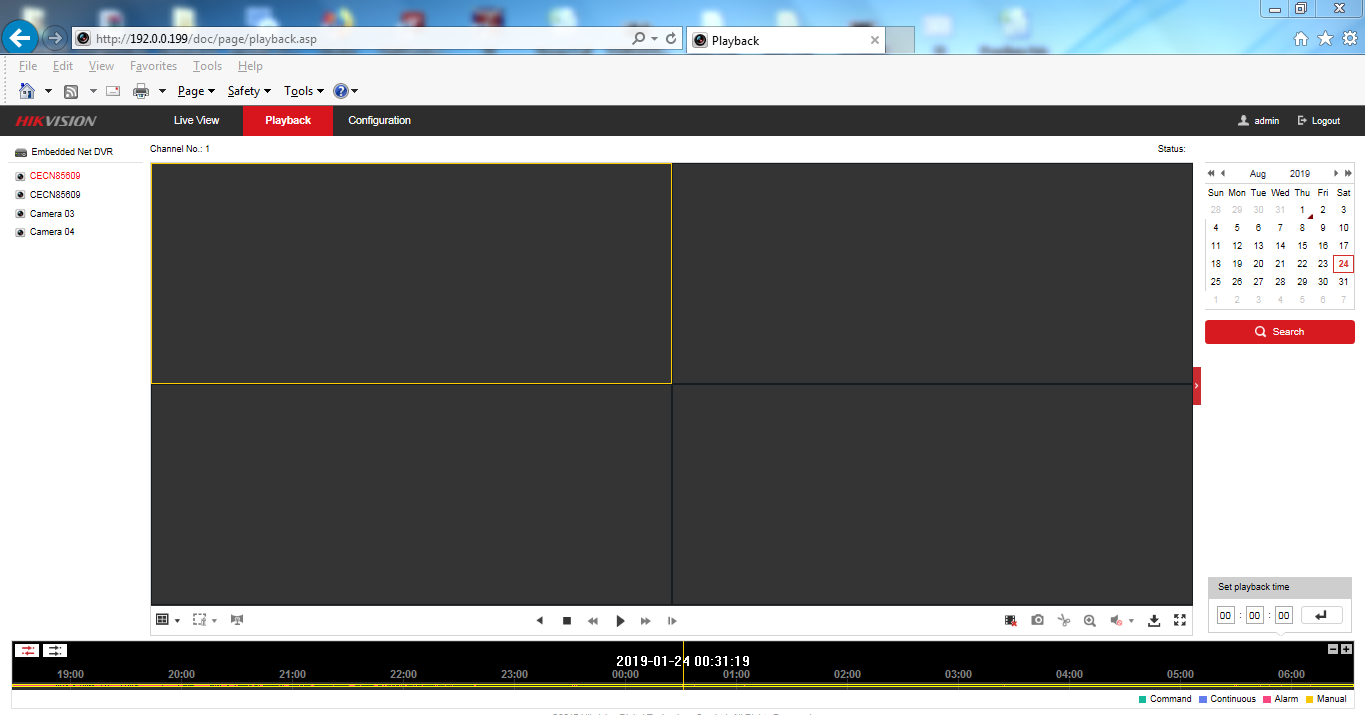 http://192.0.0.199/doc/page/playback.asp
Playback
File Edit View Favorites Tools Help
Page Safety Tools
HIKVISION Live View Playback Configuration admin Logout
Embedded Net DVR
Channel No.: 1 Status:
CECN85609
CECN85609
Camera 03
Camera 04
Aug 2019
Sun Mon Tue Wed Thu Fri Sat
28 29 30 31 1 2 3
4 5 6 7 8 9 10
11 12 13 14 15 16 17
18 19 20 21 22 23 24
25 26 27 28 29 30 31
1 2 3 4 5 6 7
Search
Set playback time
00 : 00 : 00
2019-01-24 00:31:19
19:00 20:00 21:00 22:00 23:00 00:00 01:00 02:00 03:00 04:00 05:00 06:00
Command Continuous Alarm Manual